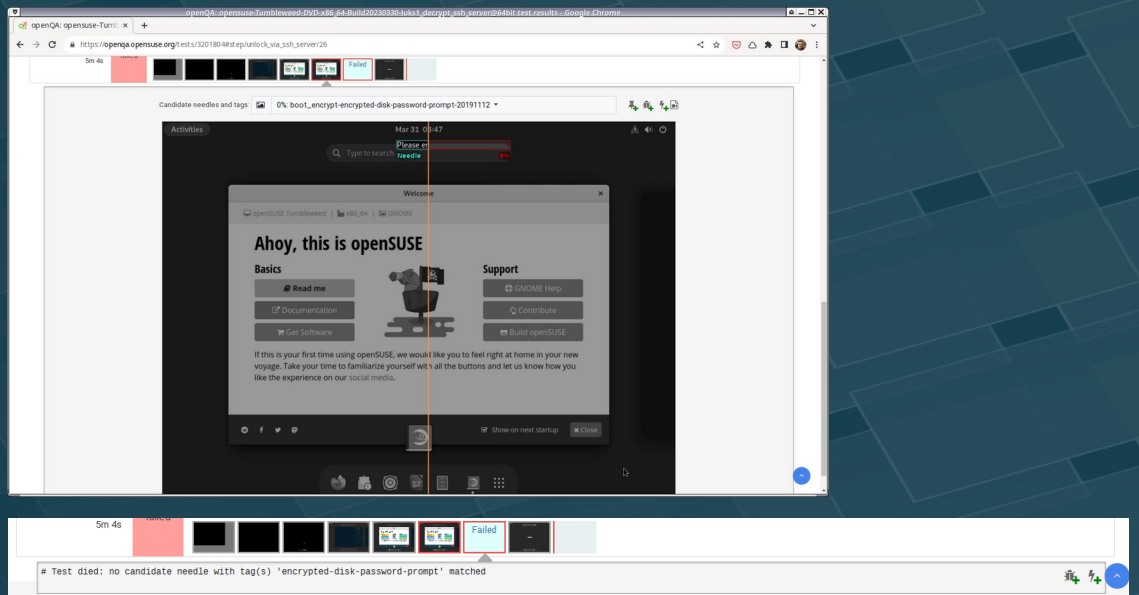 openQA: opensuse-Tumbleweed-DVD-x86_64-Build20230330-luks1_decrypt_ssh_server@64bit test results - Google Chrome
openQA: opensuse-Tumb
https://openqa.opensuse.org/tests/3201804#step/unlock_via_ssh_server/26
5m 4s
Failed
Candidate needles and tags:
0%: boot_encrypt-encrypted-disk-password-prompt-20191112
Activities
Mar 31
:47
Please er
Type to search
Needle
0%
Welcome
openSUSE Tumbleweed | x86_64 | GNOME
Ahoy, this is openSUSE
Basics
Support
Read me
GNOME Help
Documentation
Contribute
Get Software
Build openSUSE
If this is your first time using openSUSE, we would like you to feel right at home in your new
voyage. Take your time to familiarize yourself with all the buttons and let us know how you
like the experience on our social media.
Show on next startup
Close
5m 4s
Failed
# Test died: no candidate needle with tag(s) 'encrypted-disk-password-prompt' matched